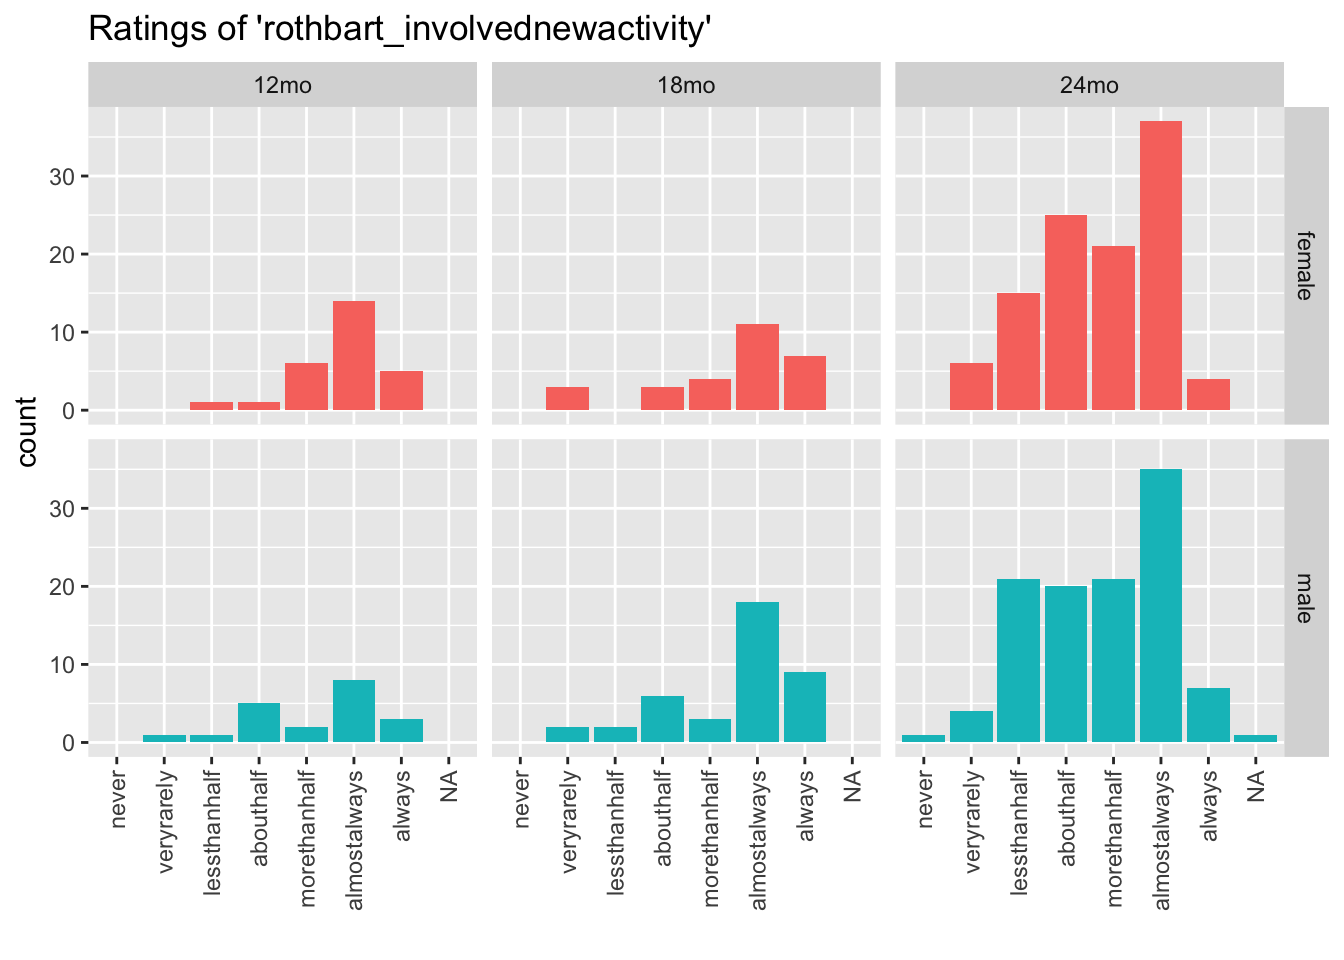 Ratings of 'rothbart_involvednewactivity'
12mo
18mo
24mo
count
30
20
10
0
female
30
20
10
0
male
never
veryrarely
lessthanhalf
abouthalf
morethanhalf
almostalways
always
NA
never
veryrarely
lessthanhalf
abouthalf
morethanhalf
almostalways
always
NA
never
veryrarely
lessthanhalf
abouthalf
morethanhalf
almostalways
always
NA